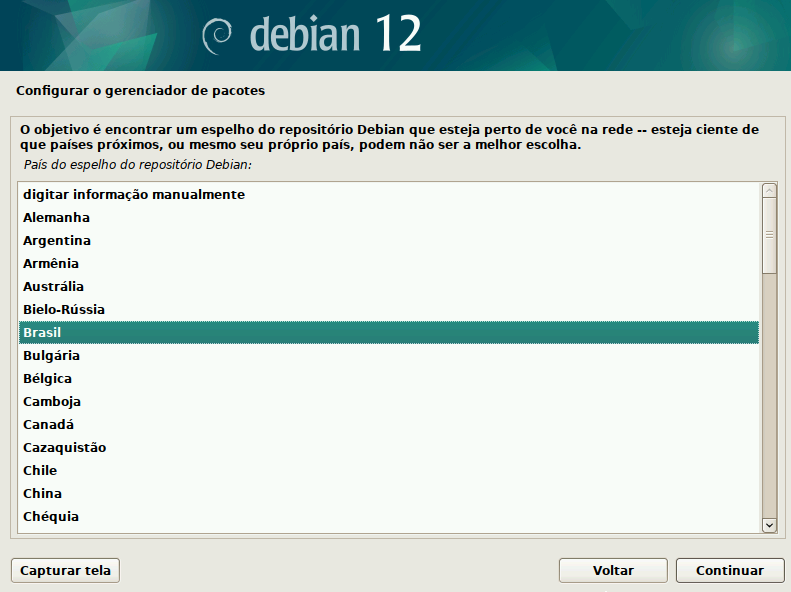 debian 12
Configurar o gerenciador de pacotes
O objetivo é encontrar um espelho do repositório Debian que esteja perto de você na rede -- esteja ciente de
que países próximos, ou mesmo seu próprio país, podem não ser a melhor escolha.
País do espelho do repositório Debian:
digitar informação manualmente
Alemanha
Argentina
Armênia
Austrália
Bielo-Rússia
Brasil
Bulgária
Bélgica
Camboja
Canadá
Cazaquistão
Chile
China
Chéquia
Capturar tela
Voltar
Continuar